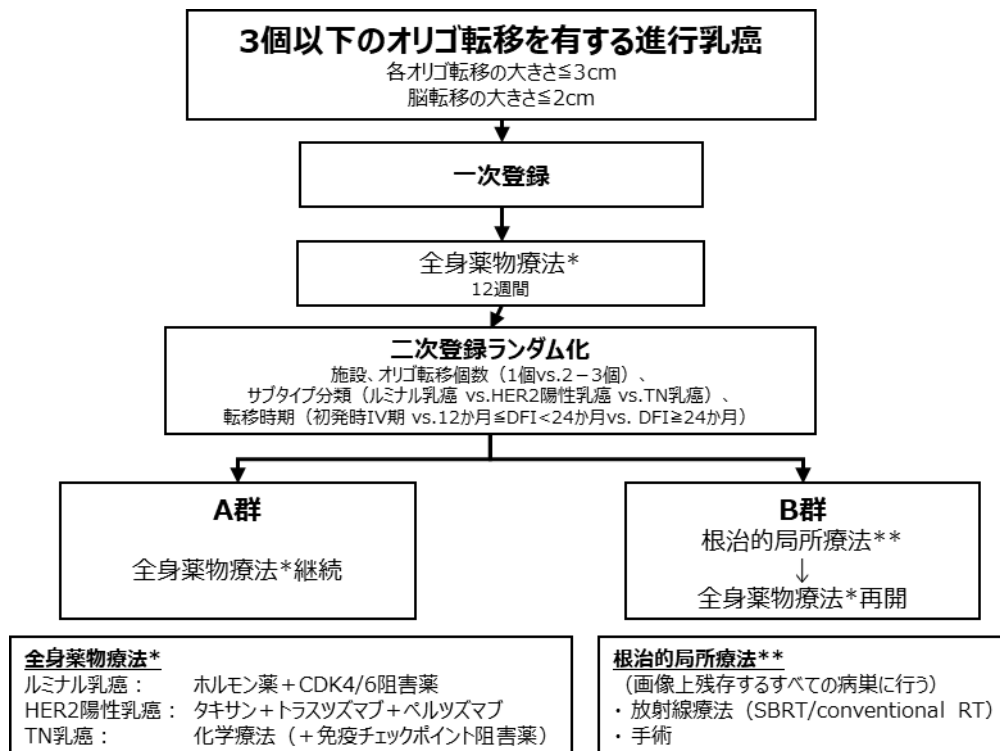 3個以下のオリゴ転移を有する進行乳癌
各オリゴ転移の大きさ≦3cm
脳転移の大きさ≦2cm
一次登録
全身薬物療法*
12週間
二次登録ランダム化
施設、オリゴ転移個数（1個vs.2－3個）、
サブタイプ分類（ルミナル乳癌 vs.HER2陽性乳癌 vs.TN乳癌）、
転移時期（初発時IV期 vs.12か月≦DFI<24か月vs. DFI≧24か月）
A群
全身薬物療法*継続
B群
根治的局所療法**
↓
全身薬物療法*再開
全身薬物療法*
ルミナル乳癌： ホルモン薬＋CDK4/6阻害薬
HER2陽性乳癌： タキサン＋トラスツズマブ＋ペルツズマブ
TN乳癌： 化学療法（＋免疫チェックポイント阻害薬）
根治的局所療法**
（画像上残存するすべての病巣に行う）
・放射線療法（SBRT/conventional RT）
・手術